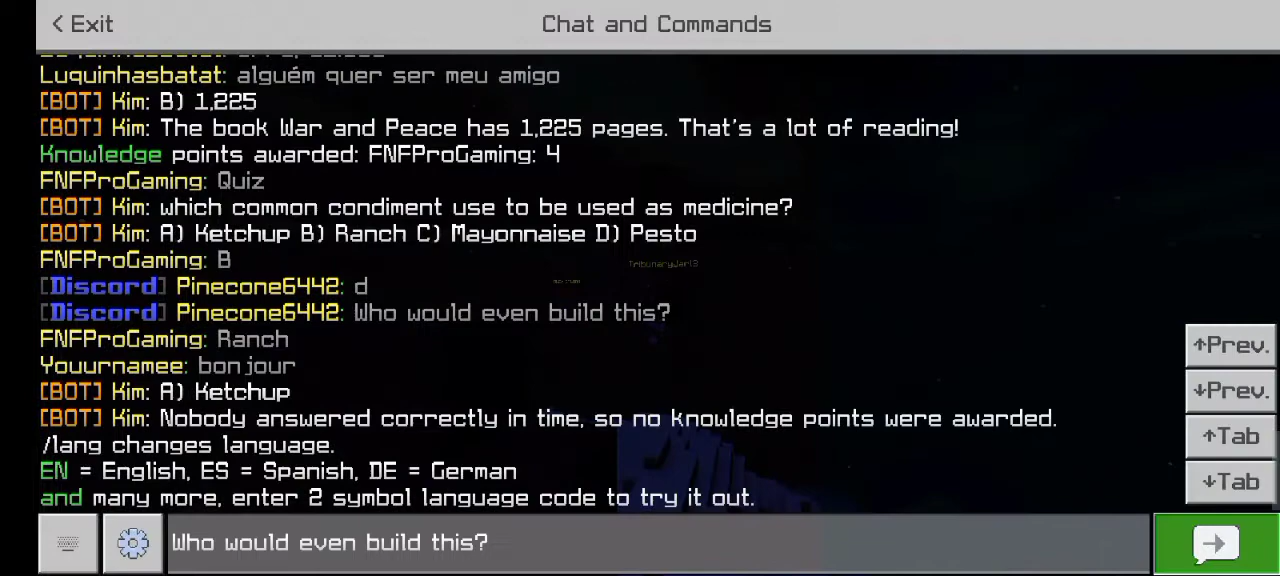 < Exit
Chat and Commands
Luquinhasbatat: alguém quer ser meu amigo
[BOT] Kim: B) 1,225
[BOT] Kim: The book War and Peace has 1,225 pages. That's a lot of reading!
Knowledge points awarded: FNFProGaming: 4
FNFProGaming: Quiz
[BOT] Kim: which common condiment use to be used as medicine?
[BOT] Kim: A) Ketchup B) Ranch C) Mayonnaise D) Pesto
FNFProGaming: B
[Discord] Pinecone6442: d
[Discord] Pinecone6442: Who would even build this?
FNFProGaming: Ranch
Youurnamee: bonjour
[BOT] Kim: A) Ketchup
[BOT] Kim: Nobody answered correctly in time, so no knowledge points were awarded.
/lang changes language.
EN = English, ES = Spanish, DE = German
and many more, enter 2 symbol language code to try it out.
↑Prev.
↓Prev.
↑Tab
↓Tab
Who would even build this?